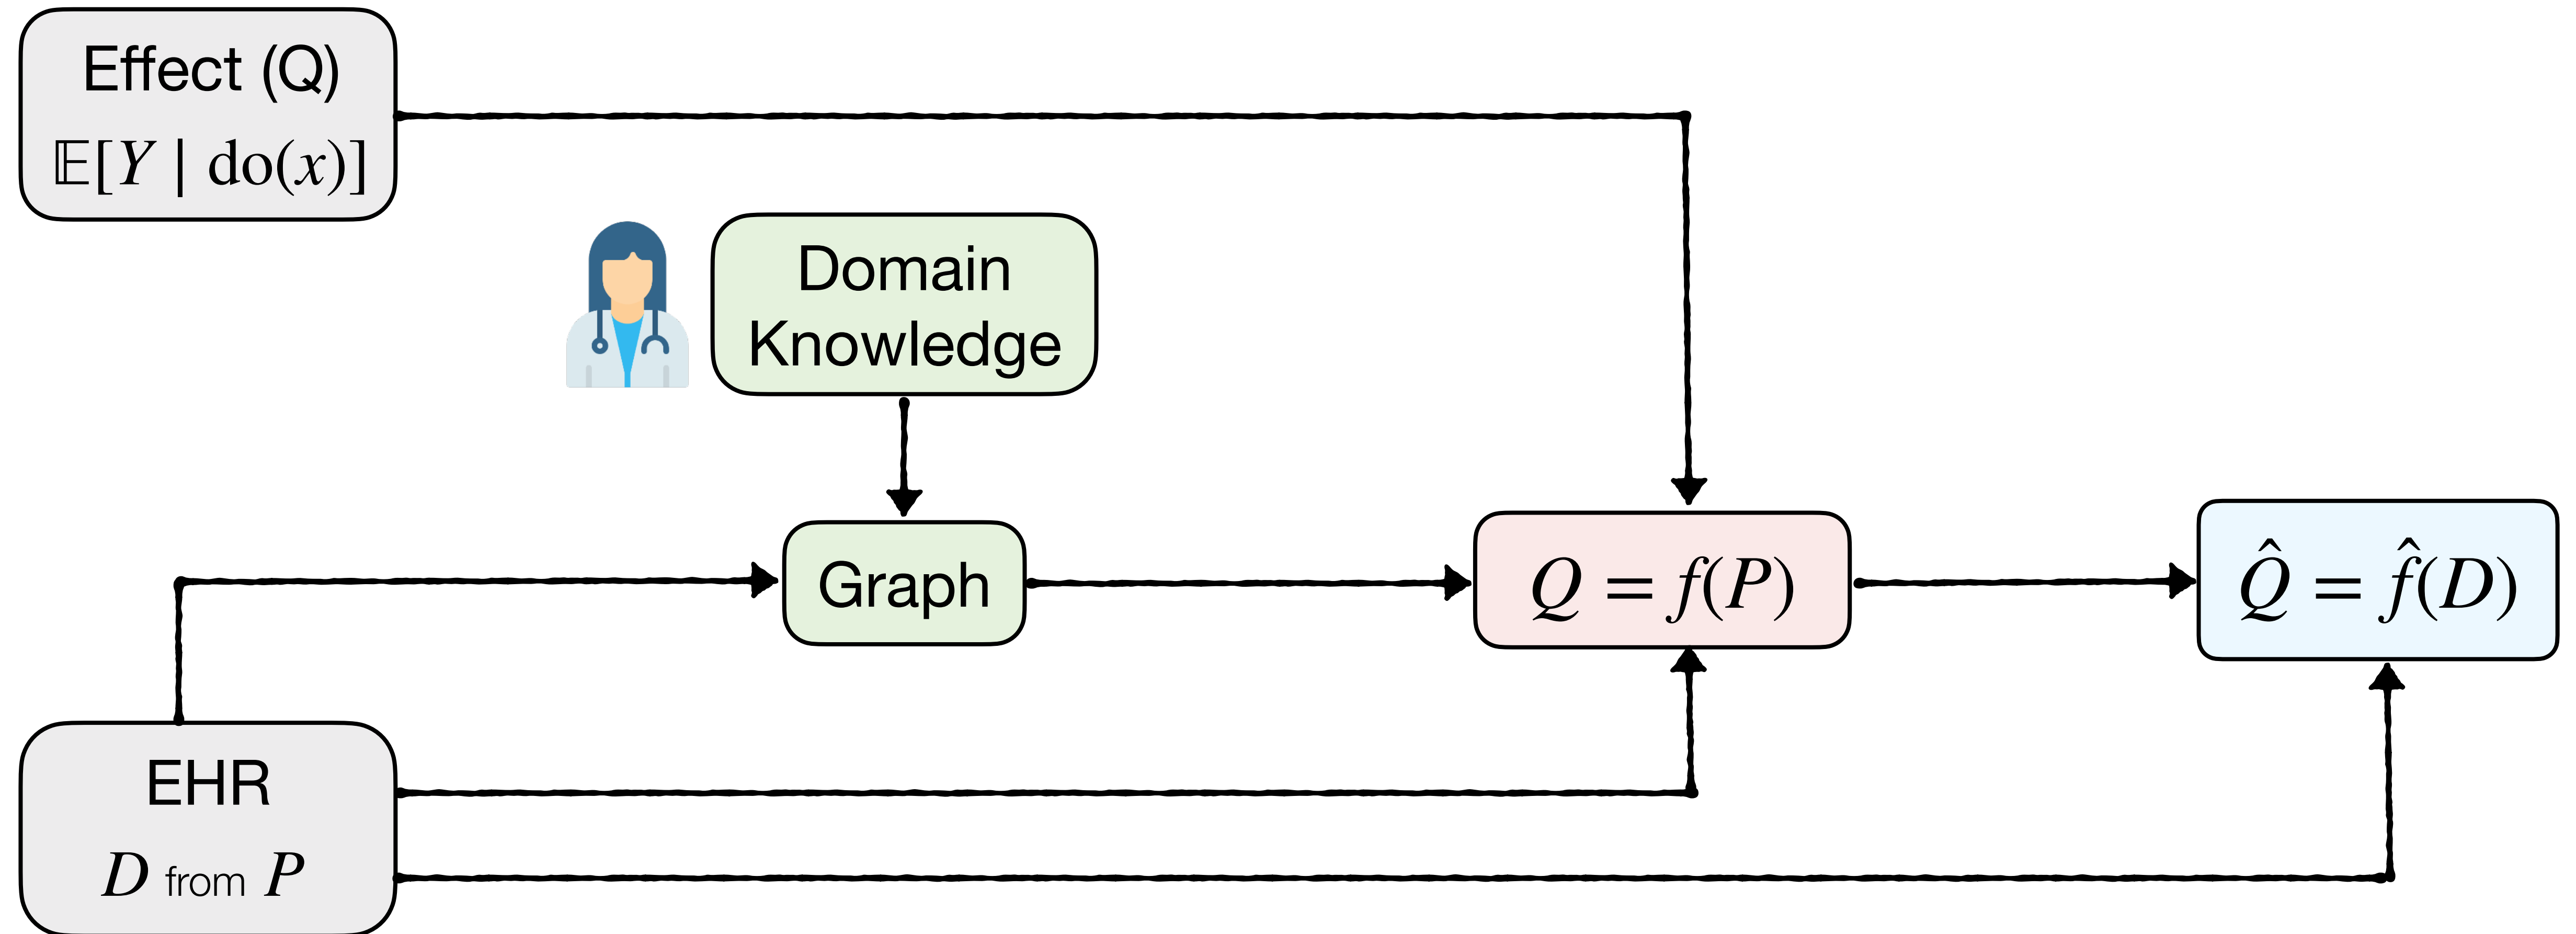 Effect (Q)
𝔼[Y | do(x)]
Domain
Knowledge
Graph
Q = f(P)
Q̂ = f̂(D)
EHR
D from P